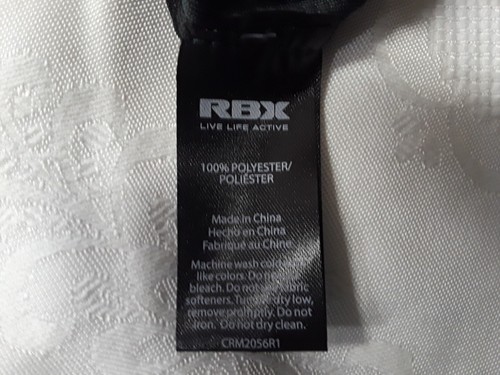 RBX
LIVE LIFE ACTIVE
100% POLYESTER/
POLIÉSTER
Made in China
Hecho en China
Fabriqué au Chine
Machine wash cold
like colors. Do
bleach. Do not fabric
softeners. Tumble dry low,
remove promptly. Do not
iron. Do not dry clean.
CRM20S6R1